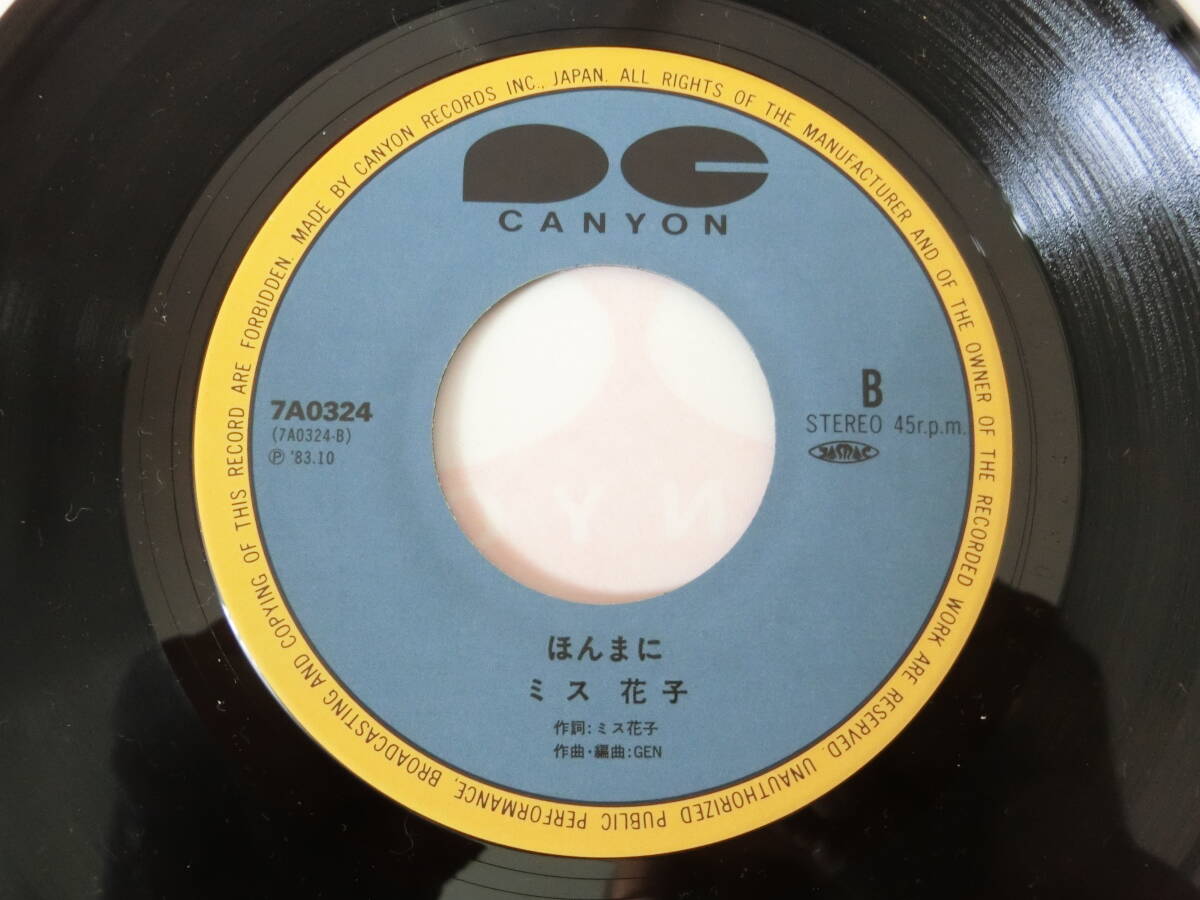 MADE BY CANYON RECORDS INC., JAPAN. ALL RIGHTS OF THE MANUFACTURER AND OF THE OWNER OF THE RECORDED WORK ARE RESERVED. UNAUTHORIZED PUBLIC PERFORMANCE, BROADCASTING AND COPYING OF THIS RECORD ARE FORBIDDEN.
CANYON
7A0324
(7A0324-B)
Ⓟ '83.10
B
STEREO 45r.p.m.
JASRAC
ほんまに
ミス 花子
作詞:ミス花子
作曲・編曲:GEN